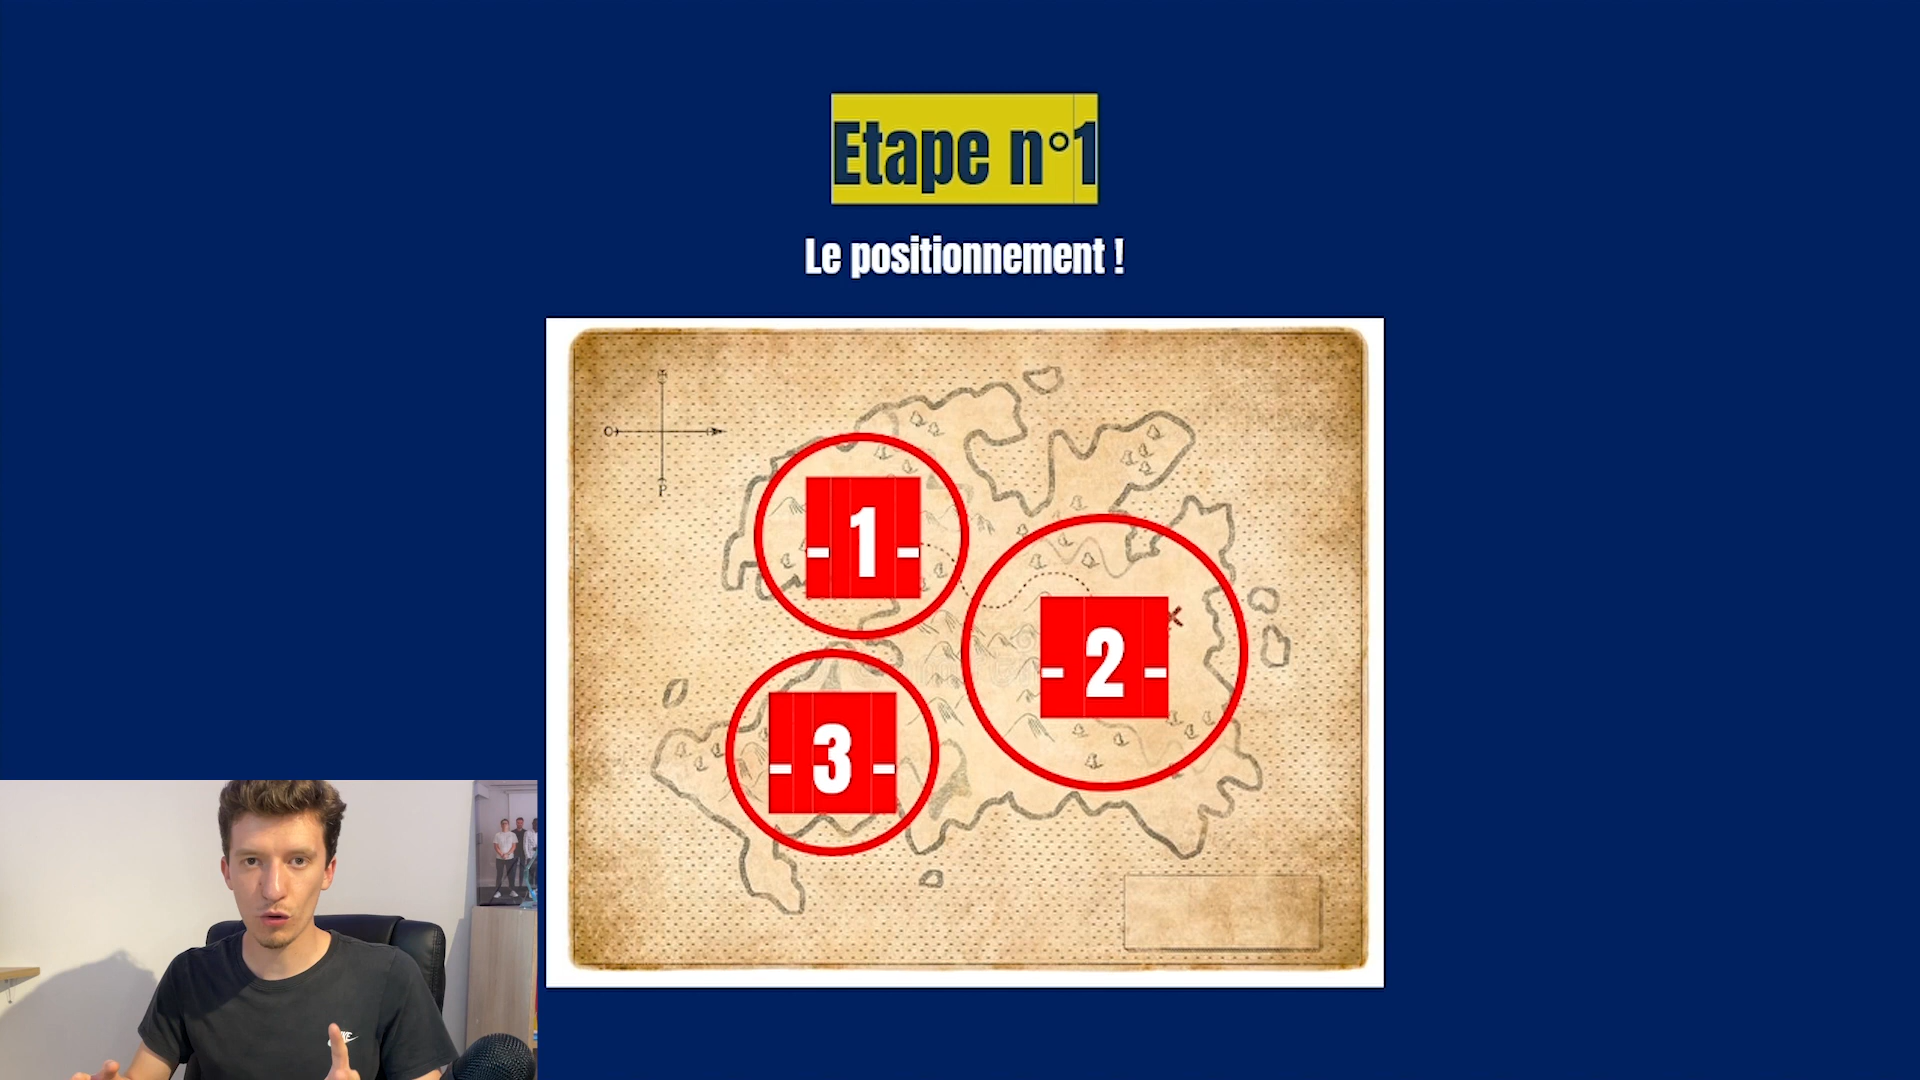 Etape n°1
Le positionnement !
- 1 -
- 2 -
- 3 -
P